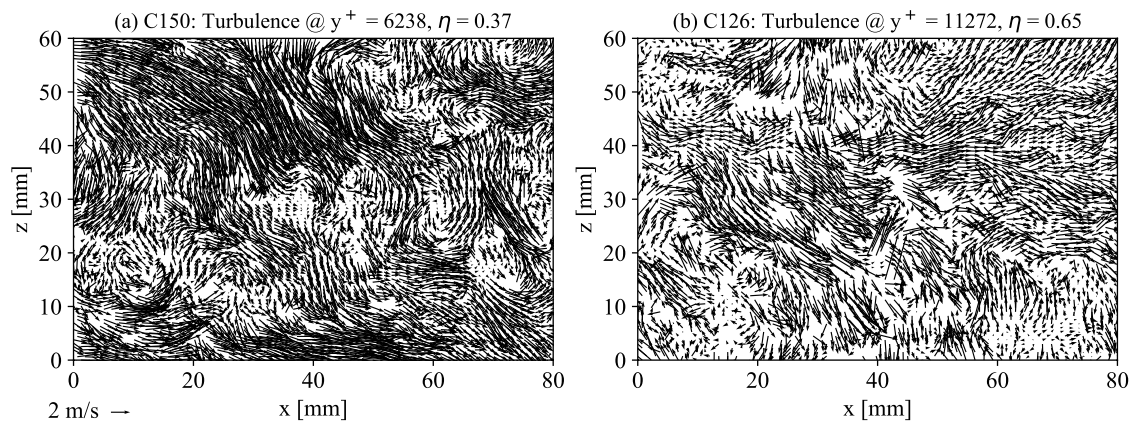 (a) C150: Turbulence @ y⁺ = 6238, η = 0.37
60
50
40
30
20
10
0
z [mm]
0 20 40 60 80
x [mm]
2 m/s →
(b) C126: Turbulence @ y⁺ = 11272, η = 0.65
60
50
40
30
20
10
0
z [mm]
0 20 40 60 80
x [mm]